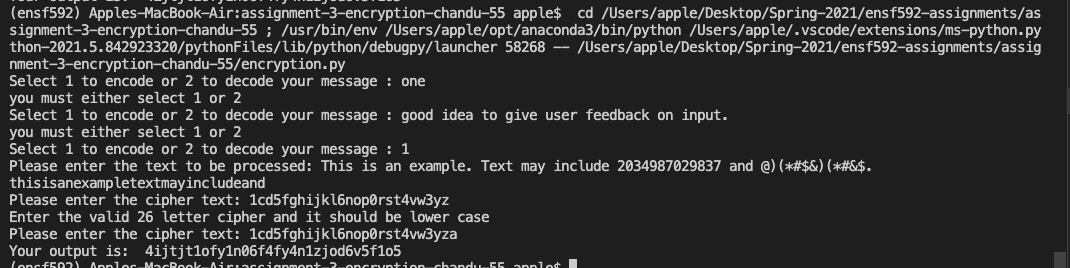 (ensf592) Apples-MacBook-Air:assignment-3-encryption-chandu-55 apple$  cd /Users/apple/Desktop/Spring-2021/ensf592-assignments/as
signment-3-encryption-chandu-55 ; /usr/bin/env /Users/apple/opt/anaconda3/bin/python /Users/apple/.vscode/extensions/ms-python.py
thon-2021.5.842923320/pythonFiles/lib/python/debugpy/launcher 58268 -- /Users/apple/Desktop/Spring-2021/ensf592-assignments/assig
nment-3-encryption-chandu-55/encryption.py
Select 1 to encode or 2 to decode your message : one
you must either select 1 or 2
Select 1 to encode or 2 to decode your message : good idea to give user feedback on input.
you must either select 1 or 2
Select 1 to encode or 2 to decode your message : 1
Please enter the text to be processed: This is an example. Text may include 2034987029837 and @)(*#$&)(*#&$.
thisisanexampletextmayincludeand
Please enter the cipher text: 1cd5fghijkl6nop0rst4vw3yz
Enter the valid 26 letter cipher and it should be lower case
Please enter the cipher text: 1cd5fghijkl6nop0rst4vw3yza
Your output is:  4ijtjt1ofy1n06f4fy4n1zjod6v5f1o5
(ensf592) Apples-MacBook-Air:assignment-3-encryption-chandu-55 apple$